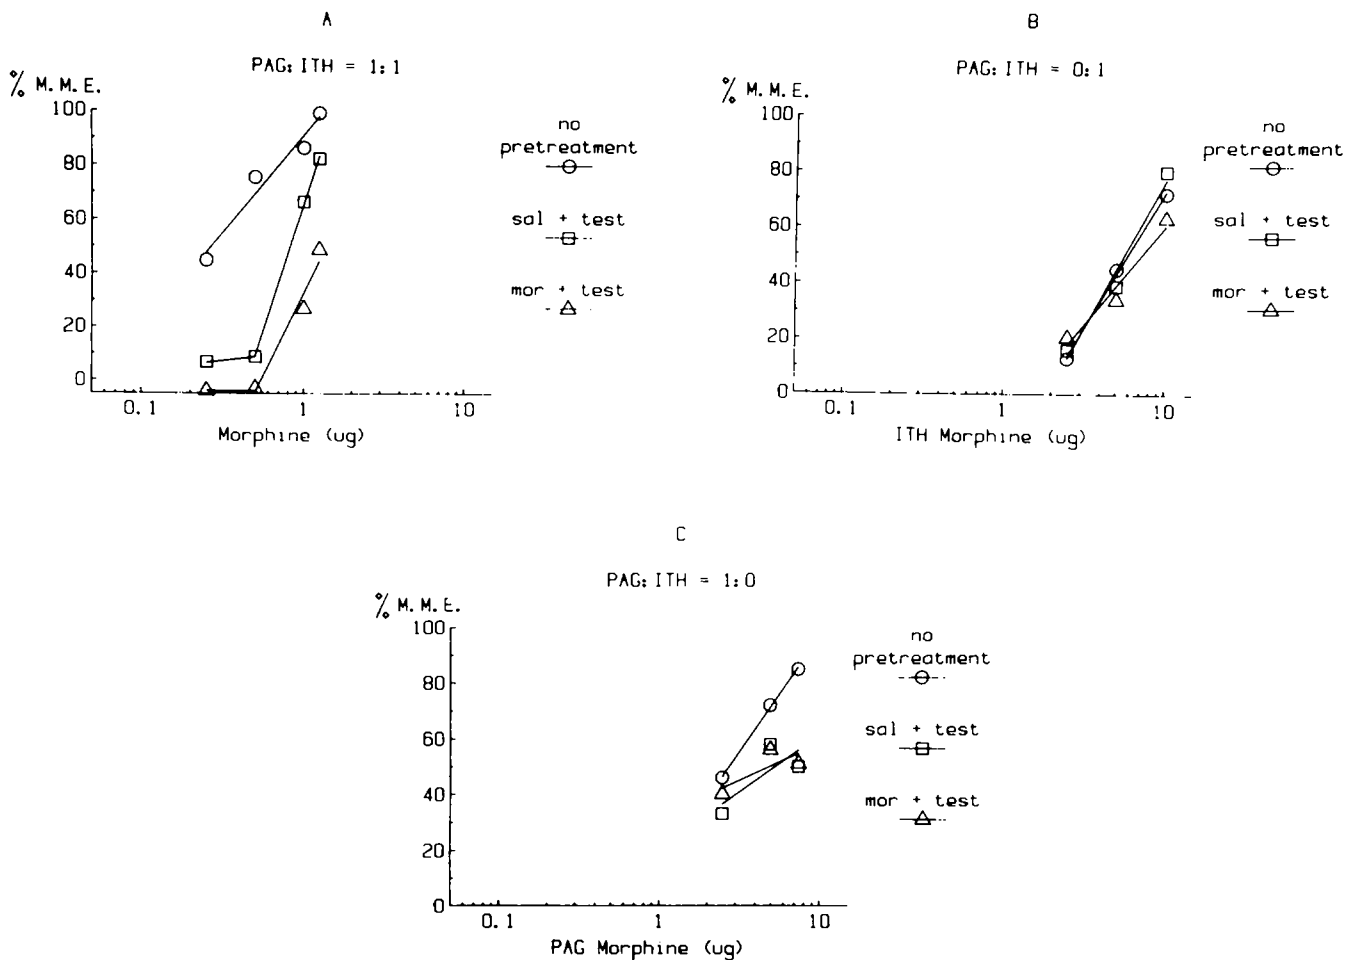 A
PAG: ITH = 1:1
% M. M. E.
100
80
60
40
20
0
0.1
1
10
Morphine (ug)
no
pretreatment
sal + test
mor + test
B
PAG: ITH = 0:1
% M. M. E.
100
80
60
40
20
0
0.1
1
10
ITH Morphine (ug)
no
pretreatment
sal + test
mor + test
C
PAG: ITH = 1:0
% M. M. E.
100
80
60
40
20
0
0.1
1
10
PAG Morphine (ug)
no
pretreatment
sal + test
mor + test